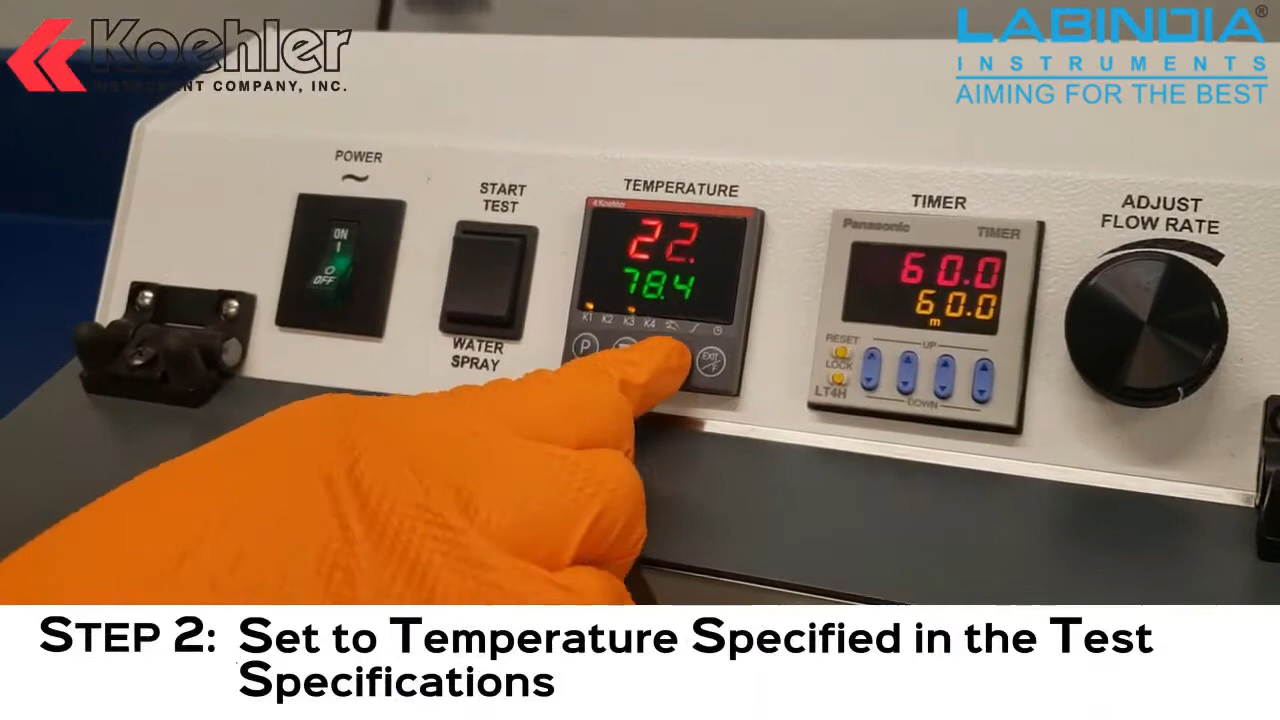 Koehler
INSTRUMENT COMPANY, INC.
LABINDIA®
INSTRUMENTS
AIMING FOR THE BEST
POWER
~
ON
I
O
OFF
START
TEST
WATER
SPRAY
TEMPERATURE
Koehler
22.
78.4
K1 K2 K3 K4
P
EXIT
/F
TIMER
Panasonic TIMER
60.0
60.0
m
RESET
UP
LOCK
LT4H
DOWN
ADJUST
FLOW RATE
STEP 2: Set to Temperature Specified in the Test
Specifications